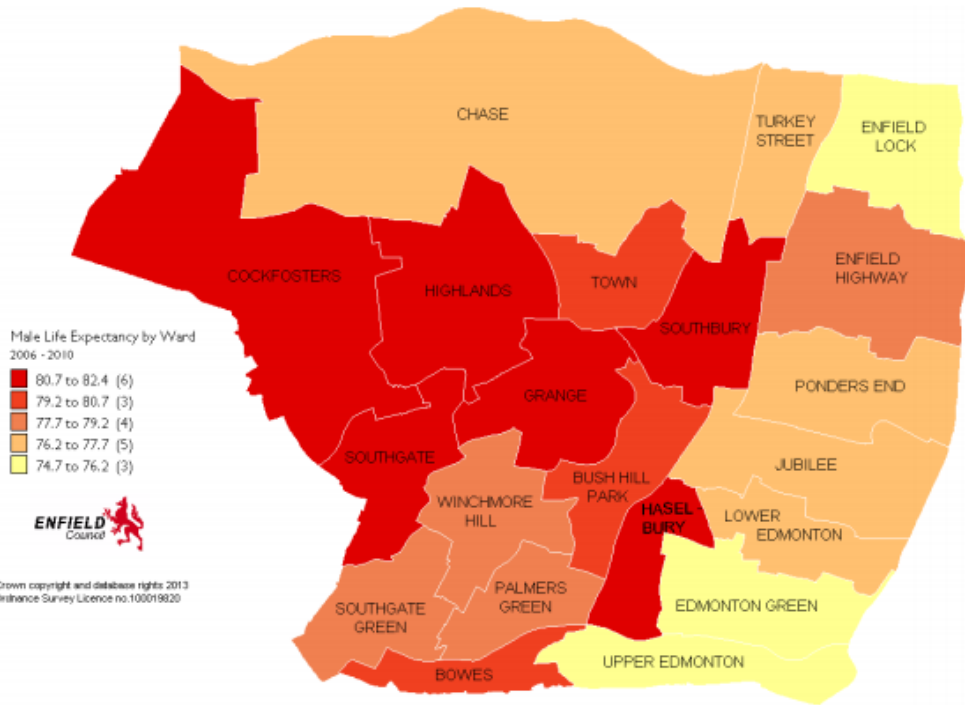 CHASE
TURKEY
STREET
ENFIELD
LOCK
ENFIELD
HIGHWAY
COCKFOSTERS
HIGHLANDS
TOWN
SOUTHBURY
Male Life Expectancy by Ward
2006 - 2010
80.7 to 82.4 (6)
79.2 to 80.7 (3)
77.7 to 79.2 (4)
76.2 to 77.7 (5)
74.7 to 76.2 (3)
PONDERS END
GRANGE
SOUTHGATE
JUBILEE
BUSH HILL
PARK
WINCHMORE
HILL
HASEL -
BURY
LOWER
EDMONTON
ENFIELD
Council
Crown copyright and database rights 2013
Ordnance Survey Licence no.100019820
SOUTHGATE
GREEN
PALMERS
GREEN
EDMONTON GREEN
UPPER EDMONTON
BOWES